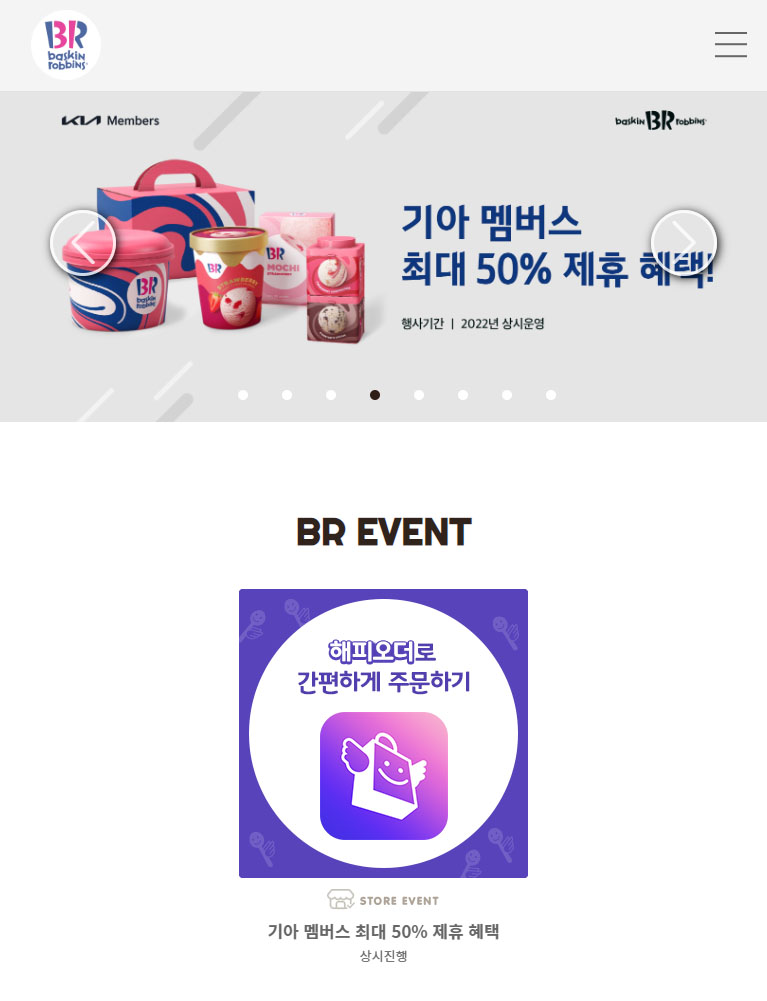 BR
baskin
robbins
KIA Members
baskin BR robbins
기아 멤버스
최대 50% 제휴 혜택!
행사기간 | 2022년 상시운영
BR
BR
MOCHI
STRAWBERRY
BR
baskin
robbins
BR EVENT
해피오더로
간편하게 주문하기
STORE EVENT
기아 멤버스 최대 50% 제휴 혜택
상시진행